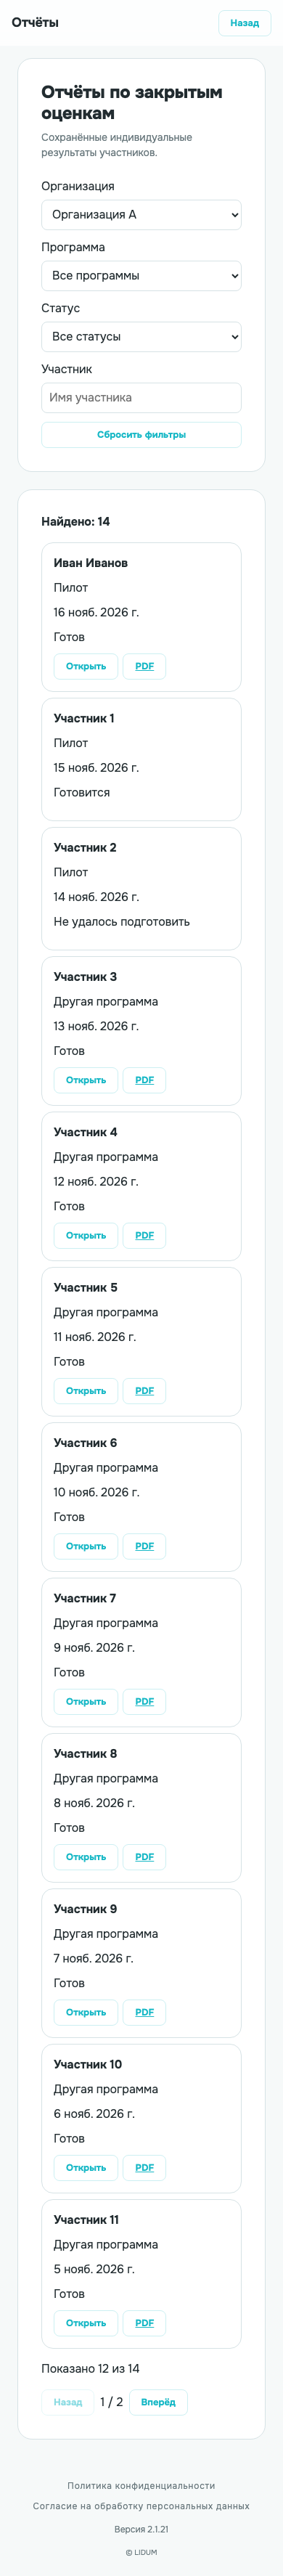 Отчёты
Назад
Отчёты по закрытым
оценкам
Сохранённые индивидуальные
результаты участников.
Организация
Организация А
Программа
Все программы
Статус
Все статусы
Участник
Имя участника
Сбросить фильтры
Найдено: 14
Иван Иванов
Пилот
16 нояб. 2026 г.
Готов
Открыть PDF
Участник 1
Пилот
15 нояб. 2026 г.
Готовится
Участник 2
Пилот
14 нояб. 2026 г.
Не удалось подготовить
Участник 3
Другая программа
13 нояб. 2026 г.
Готов
Открыть PDF
Участник 4
Другая программа
12 нояб. 2026 г.
Готов
Открыть PDF
Участник 5
Другая программа
11 нояб. 2026 г.
Готов
Открыть PDF
Участник 6
Другая программа
10 нояб. 2026 г.
Готов
Открыть PDF
Участник 7
Другая программа
9 нояб. 2026 г.
Готов
Открыть PDF
Участник 8
Другая программа
8 нояб. 2026 г.
Готов
Открыть PDF
Участник 9
Другая программа
7 нояб. 2026 г.
Готов
Открыть PDF
Участник 10
Другая программа
6 нояб. 2026 г.
Готов
Открыть PDF
Участник 11
Другая программа
5 нояб. 2026 г.
Готов
Открыть PDF
Показано 12 из 14
Назад 1 / 2 Вперёд
Политика конфиденциальности
Согласие на обработку персональных данных
Версия 2.1.21
© LIDUM